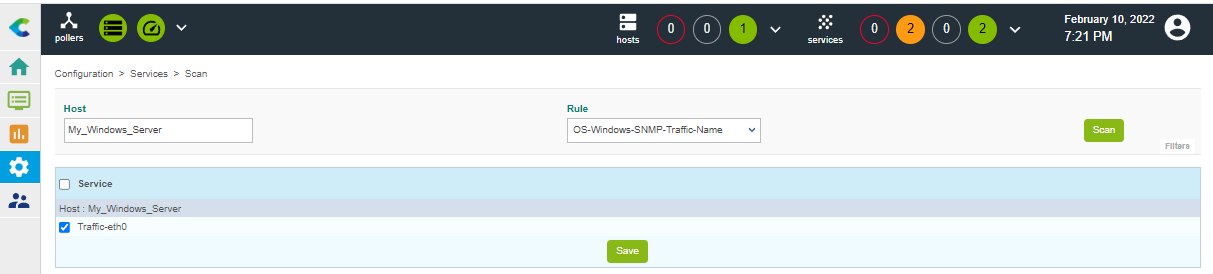 pollers
hosts
0
0
1
services
0
2
0
2
February 10, 2022
7:21 PM
Configuration > Services > Scan
Host
Rule
My_Windows_Server
OS-Windows-SNMP-Traffic-Name
Scan
Filters
Service
Host : My_Windows_Server
Traffic-eth0
Save